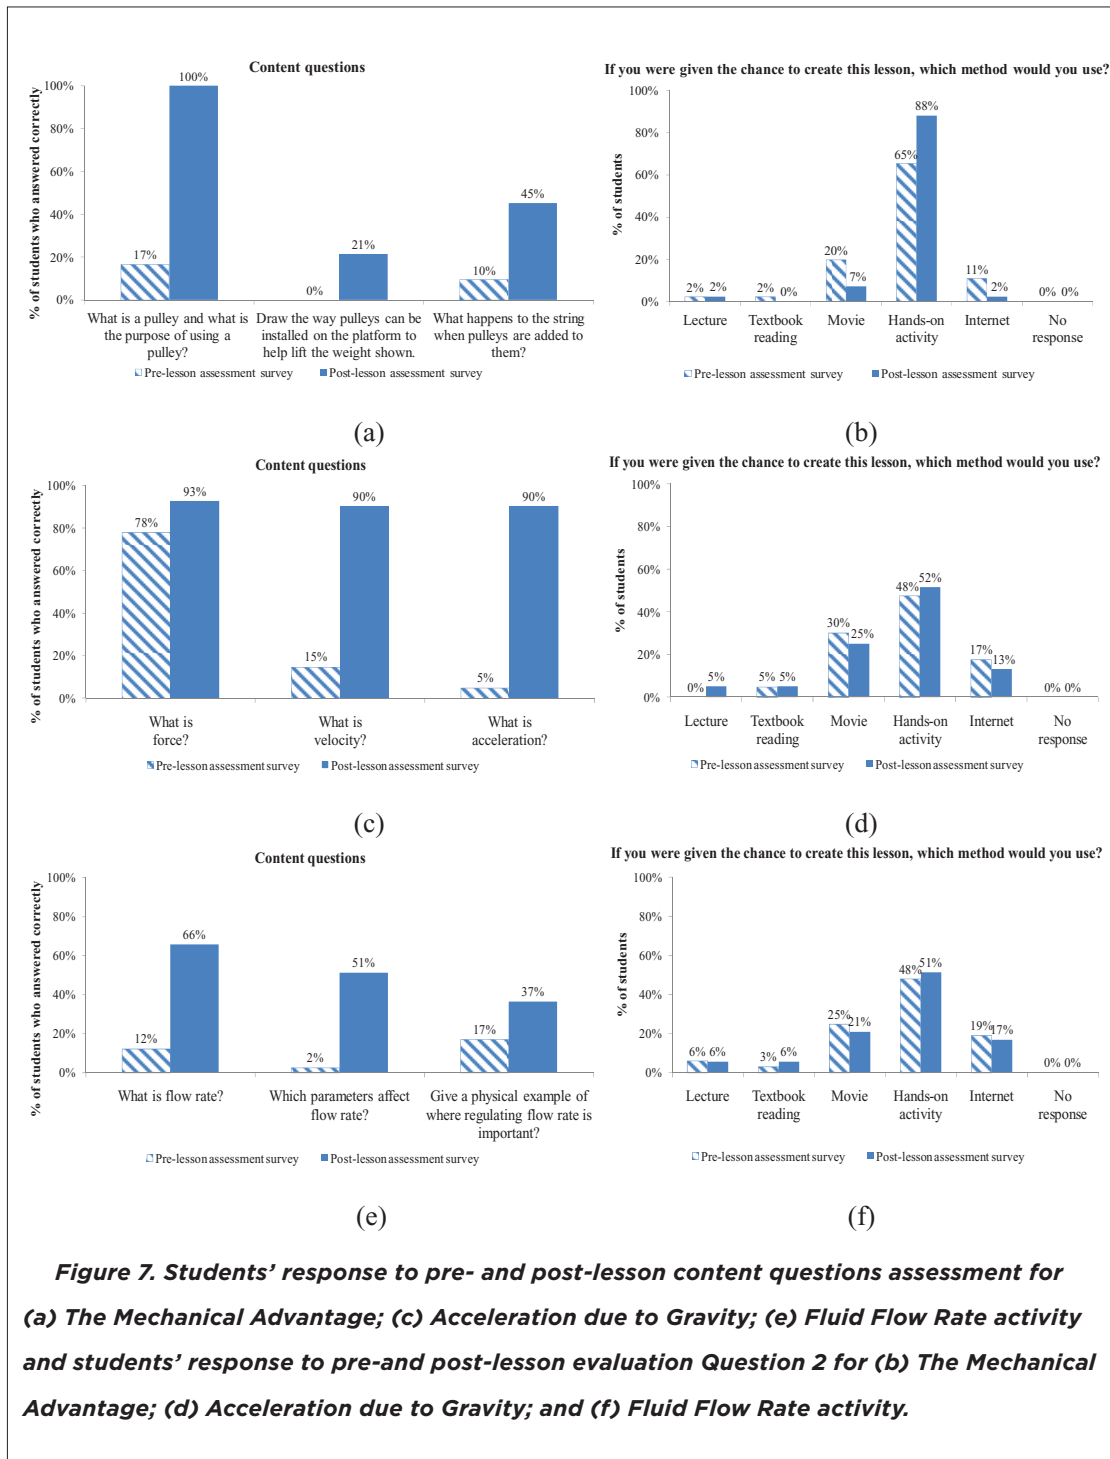 Content questions
% of students who answered correctly
100%
80%
60%
40%
20%
0%
17%
100%
0%
21%
10%
45%
What is a pulley and what is
the purpose of using a
pulley?
Draw the way pulleys can be
installed on the platform to
help lift the weight shown.
What happens to the string
when pulleys are added to
them?
Pre-lesson assessment survey
Post-lesson assessment survey
(a)
If you were given the chance to create this lesson, which method would you use?
% of students
100%
80%
60%
40%
20%
0%
2%
2%
2%
0%
20%
7%
65%
88%
11%
2%
0%
0%
Lecture
Textbook
reading
Movie
Hands-on
activity
Internet
No
response
Pre-lesson assessment survey
Post-lesson assessment survey
(b)
Content questions
% of students who answered correctly
100%
80%
60%
40%
20%
0%
78%
93%
15%
90%
5%
90%
What is
force?
What is
velocity?
What is
acceleration?
Pre-lesson assessment survey
Post-lesson assessment survey
(c)
If you were given the chance to create this lesson, which method would you use?
% of students
100%
80%
60%
40%
20%
0%
0%
5%
5%
5%
30%
25%
48%
52%
17%
13%
0%
0%
Lecture
Textbook
reading
Movie
Hands-on
activity
Internet
No
response
Pre-lesson assessment survey
Post-lesson assessment survey
(d)
Content questions
% of students who answered correctly
100%
80%
60%
40%
20%
0%
12%
66%
2%
51%
17%
37%
What is flow rate?
Which parameters affect
flow rate?
Give a physical example of
where regulating flow rate is
important?
Pre-lesson assessment survey
Post-lesson assessment survey
(e)
If you were given the chance to create this lesson, which method would you use?
% of students
100%
80%
60%
40%
20%
0%
6%
6%
3%
6%
25%
21%
48%
51%
19%
17%
0%
0%
Lecture
Textbook
reading
Movie
Hands-on
activity
Internet
No
response
Pre-lesson assessment survey
Post-lesson assessment survey
(f)
Figure 7. Students' response to pre- and post-lesson content questions assessment for
(a) The Mechanical Advantage; (c) Acceleration due to Gravity; (e) Fluid Flow Rate activity
and students' response to pre-and post-lesson evaluation Question 2 for (b) The Mechanical
Advantage; (d) Acceleration due to Gravity; and (f) Fluid Flow Rate activity.